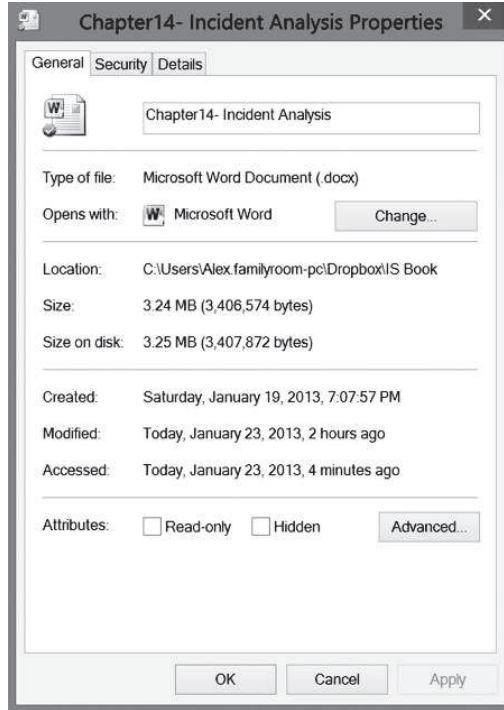 Chapter14- Incident Analysis Properties
General Security Details
Chapter14- Incident Analysis
Type of file: Microsoft Word Document (.docx)
Opens with: Microsoft Word Change...
Location: C:\Users\Alex.familyroom-pc\Dropbox\IS Book
Size: 3.24 MB (3,406,574 bytes)
Size on disk: 3.25 MB (3,407,872 bytes)
Created: Saturday, January 19, 2013, 7:07:57 PM
Modified: Today, January 23, 2013, 2 hours ago
Accessed: Today, January 23, 2013, 4 minutes ago
Attributes: Read-only Hidden Advanced...
OK Cancel Apply